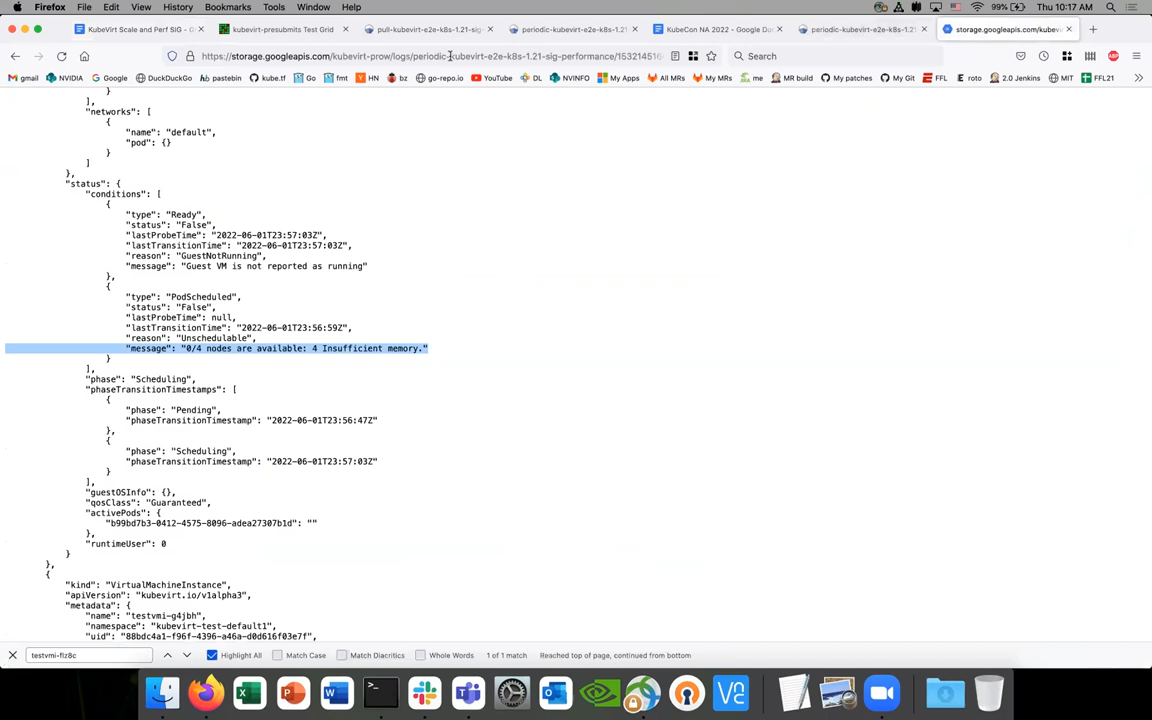 Firefox File Edit View History Bookmarks Tools Window Help 99% Thu Jun 2 10:17 AM
KubeVirt Scale and Perf SIG - G
kubevirt-presubmits Test Grid
pull-kubevirt-e2e-k8s-1.21-sig-
periodic-kubevirt-e2e-k8s-1.21
KubeCon NA 2022 - Google Do
periodic-kubevirt-e2e-k8s-1.21
storage.googleapis.com/kubev
https://storage.googleapis.com/kubevirt-prow/logs/periodic-kubevirt-e2e-k8s-1.21-sig-performance/15321451
Search
gmail NVIDIA Google DuckDuckGo kube.tf Go fmt HN bz go-repo.io YouTube DL NVINFO My Apps All MRs My MRs me MR build My patches My Git FFL roto 2.0 Jenkins MIT FFL21
}
],
"networks": [
{
"name": "default",
"pod": {}
}
]
},
"status": {
"conditions": [
{
"type": "Ready",
"status": "False",
"lastProbeTime": "2022-06-01T23:57:03Z",
"lastTransitionTime": "2022-06-01T23:57:03Z",
"reason": "GuestNotRunning",
"message": "Guest VM is not reported as running"
},
{
"type": "PodScheduled",
"status": "False",
"lastProbeTime": null,
"lastTransitionTime": "2022-06-01T23:56:59Z",
"reason": "Unschedulable",
"message": "0/4 nodes are available: 4 Insufficient memory."
}
],
"phase": "Scheduling",
"phaseTransitionTimestamps": [
{
"phase": "Pending",
"phaseTransitionTimestamp": "2022-06-01T23:56:47Z"
},
{
"phase": "Scheduling",
"phaseTransitionTimestamp": "2022-06-01T23:57:03Z"
}
],
"guestOSInfo": {},
"qosClass": "Guaranteed",
"activePods": {
"b99bd7b3-0412-4575-8096-adea27307b1d": ""
},
"runtimeUser": 0
}
},
{
"kind": "VirtualMachineInstance",
"apiVersion": "kubevirt.io/v1alpha3",
"metadata": {
"name": "testvmi-g4jbh",
"namespace": "kubevirt-test-default1",
"uid": "88bdc4a1-f96f-4396-a46a-d0d616f03e7f",
testvmi-flz8c
Highlight All Match Case Match Diacritics Whole Words 1 of 1 match Reached top of page, continued from bottom